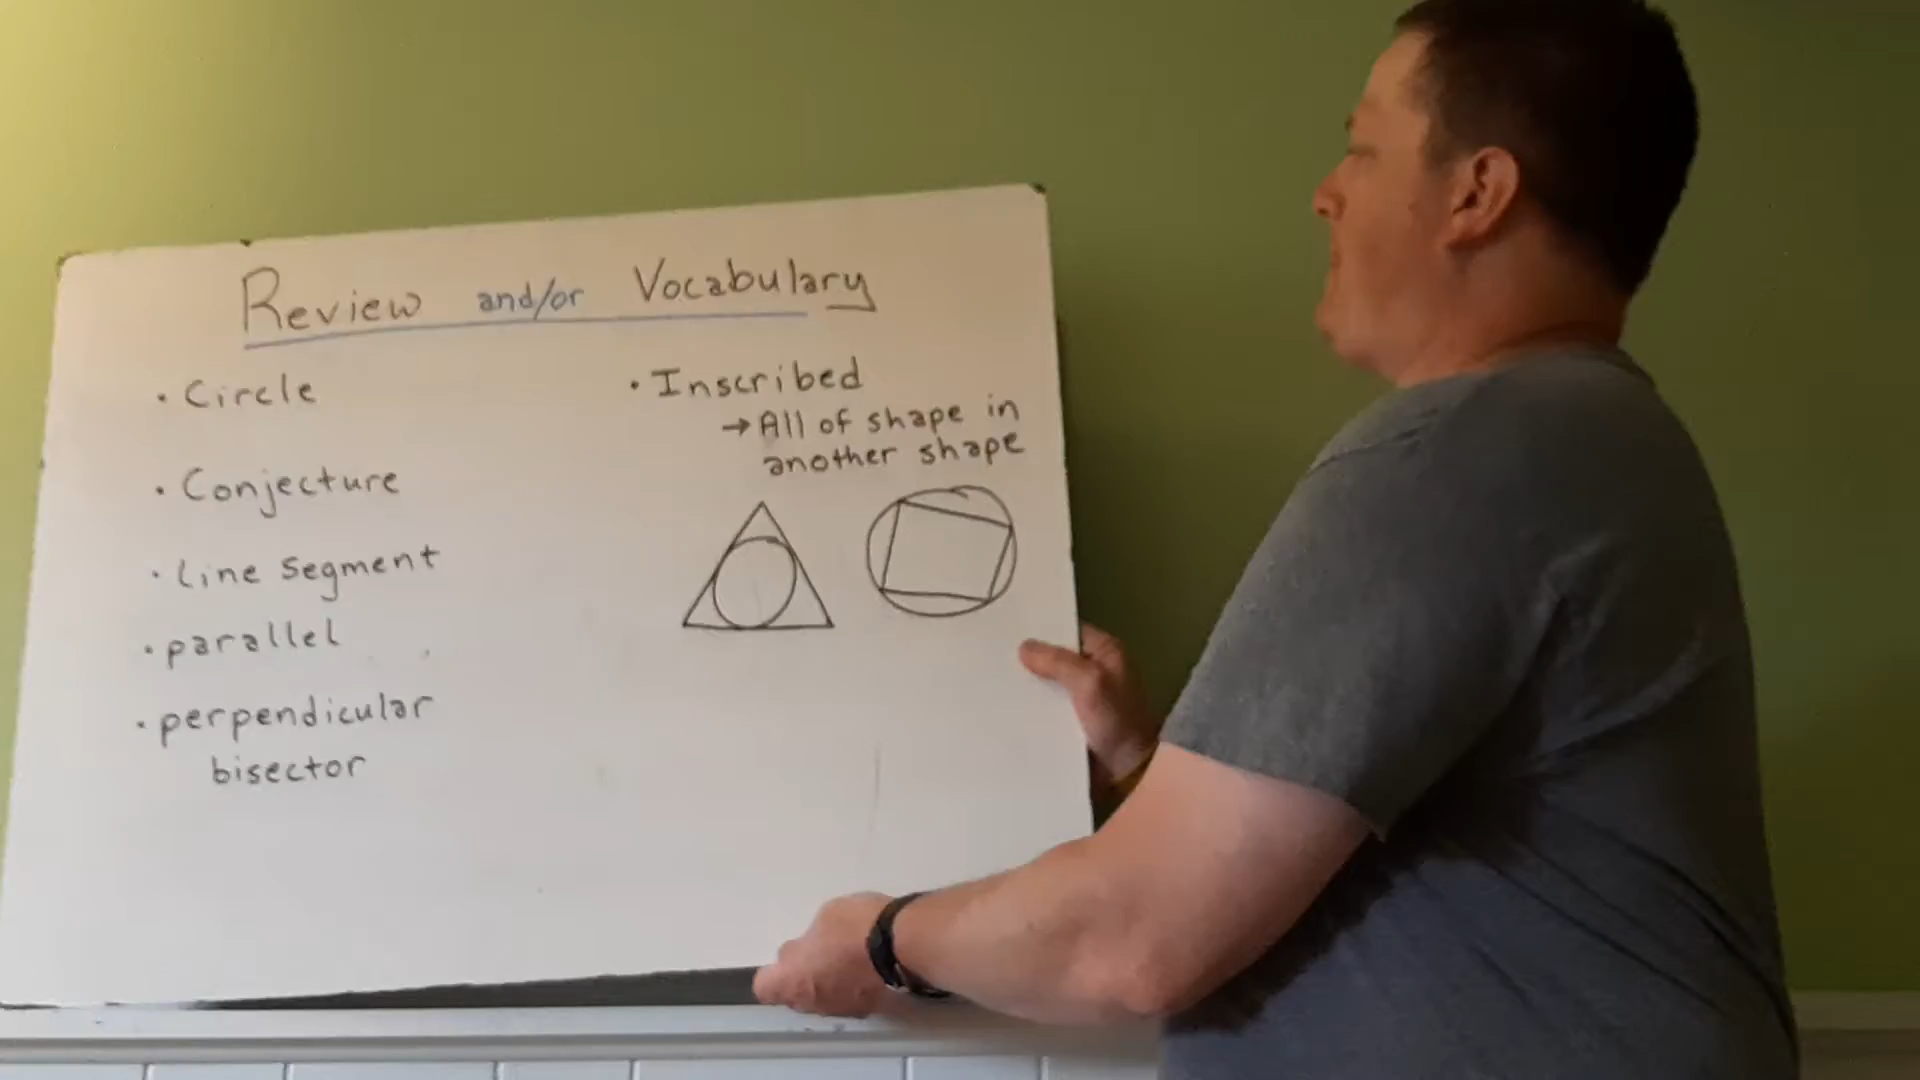 Review and/or Vocabulary
• Circle
• Conjecture
• Line segment
• parallel
• perpendicular
bisector
• Inscribed
→ All of shape in
another shape